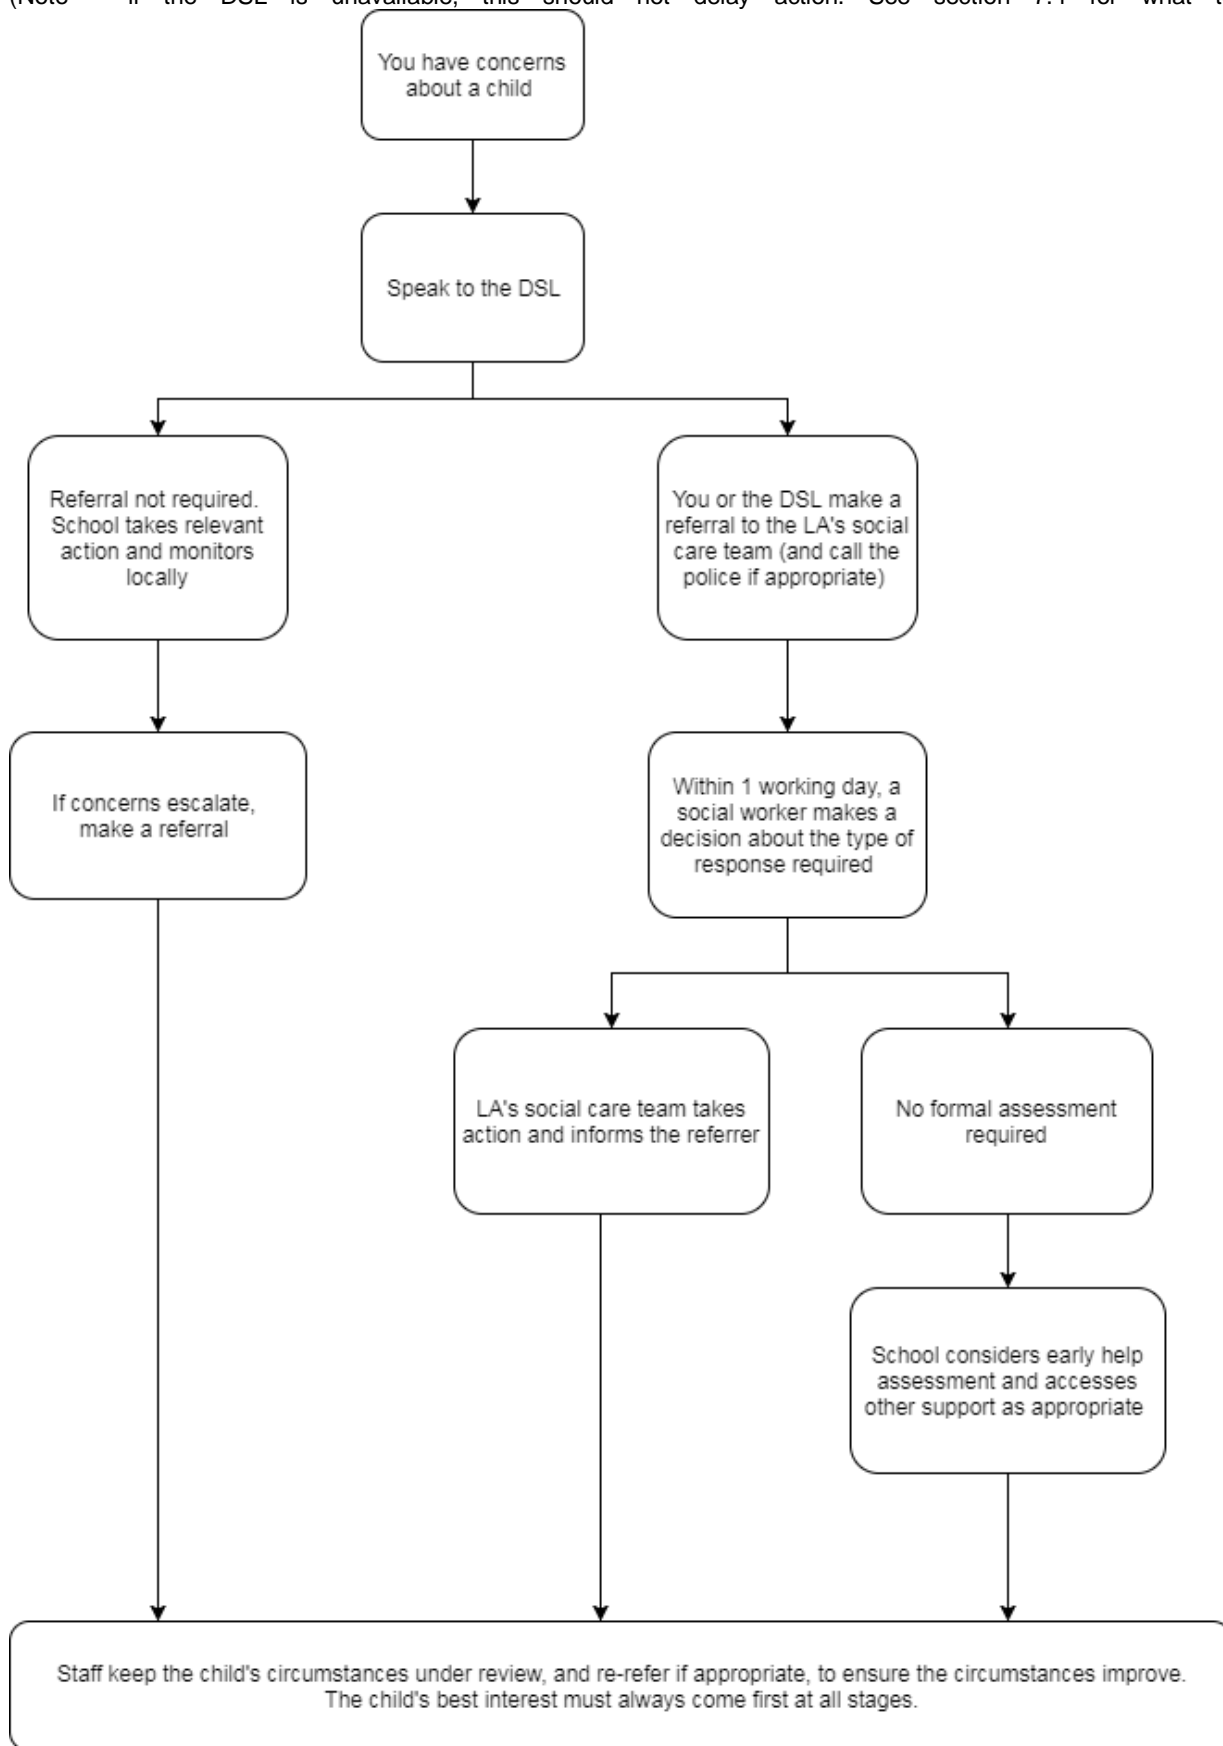 (Note if the DSL is unavailable, this should not delay action. See section for what
You have concerns
about a child
Speak to the DSL
Referral not required.
School takes relevant
action and monitors
locally
You or the DSL make a
referral to the LA's social
care team (and call the
police if appropriate)
If concerns escalate,
make a referral
Within 1 working day, a
social worker makes a
decision about the type of
response required
LA's social care team takes
action and informs the referrer
No formal assessment
required
School considers early help
assessment and accesses
other support as appropriate
Staff keep the child's circumstances under review, and re-refer if appropriate, to ensure the circumstances improve.
The child's best interest must always come first at all stages.